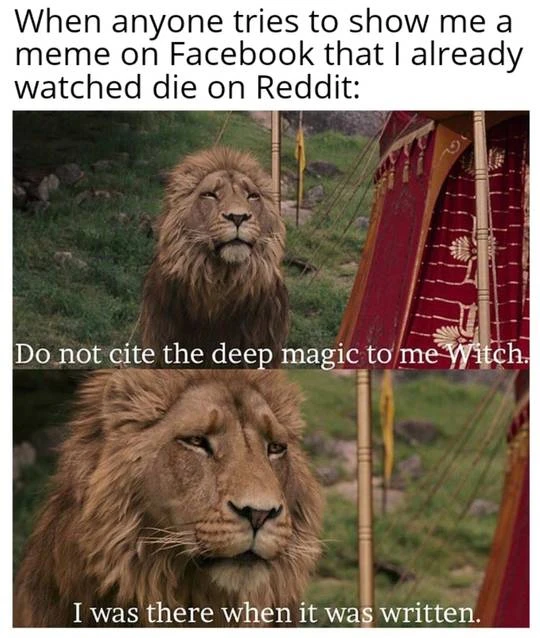 When anyone tries to show me a
meme on Facebook that I already
watched die on Reddit:
Do not cite the deep magic to me Witch.
I was there when it was written.